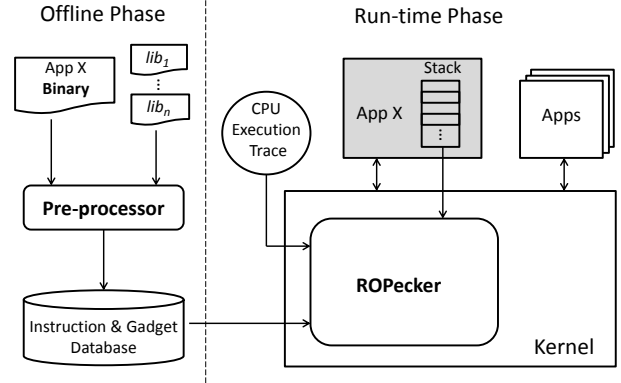 Offline Phase
Run-time Phase
App X
Binary
lib1
⋮
libn
Pre-processor
Instruction & Gadget
Database
CPU
Execution
Trace
Stack
App X
⋮
Apps
ROPecker
Kernel